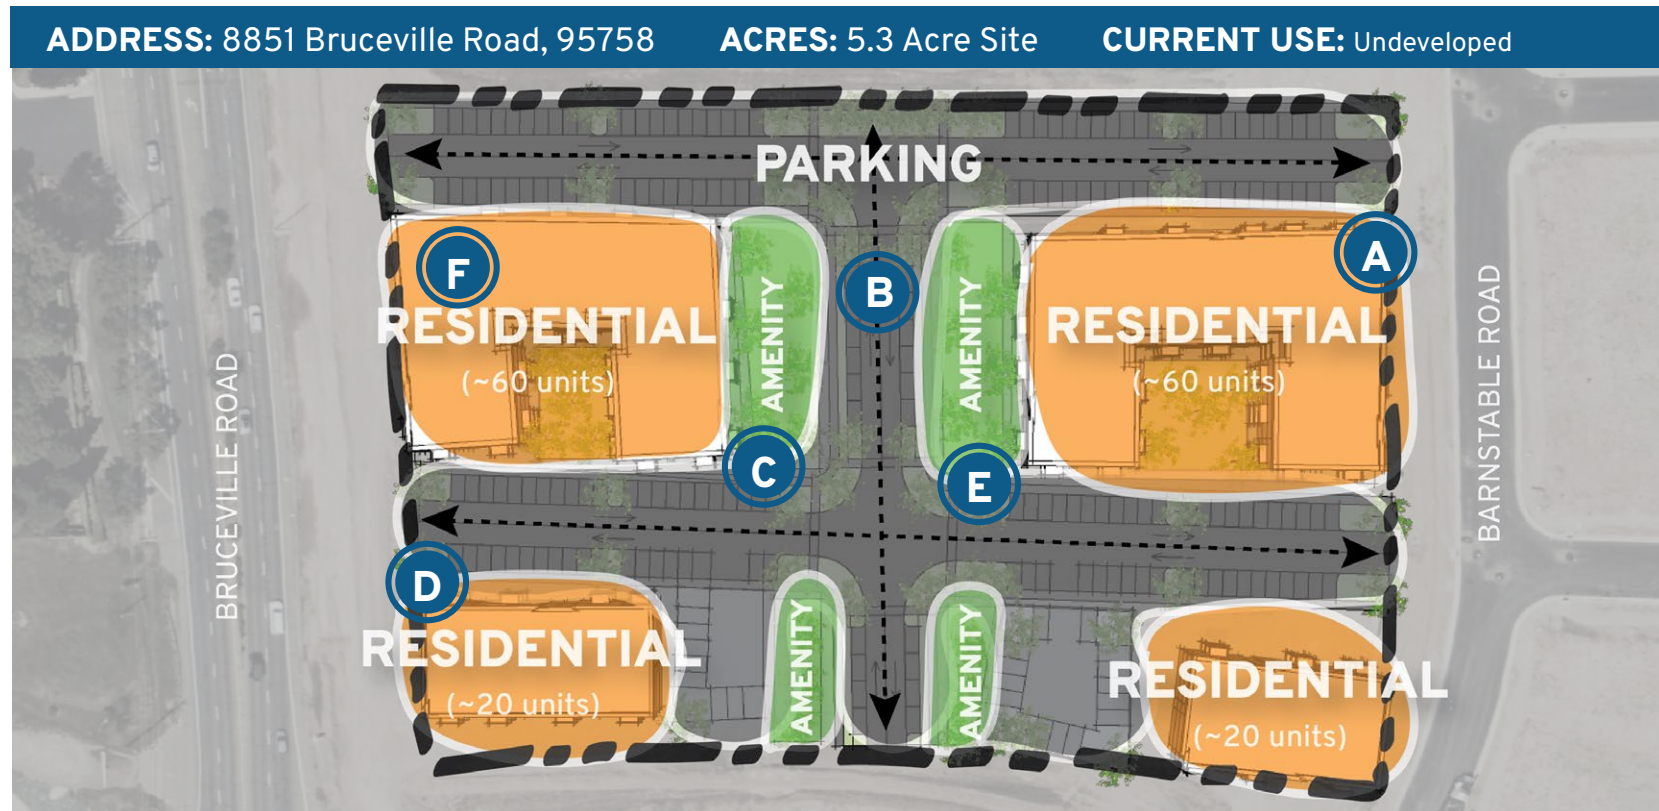 ADDRESS: 8851 Bruceville Road, 95758 ACRES: 5.3 Acre Site CURRENT USE: Undeveloped
PARKING
F
B
A
RESIDENTIAL
(~60 units)
AMENITY
AMENITY
RESIDENTIAL
(~60 units)
C
E
BRUCEVILLE ROAD
BARNSTABLE ROAD
D
RESIDENTIAL
(~20 units)
AMENITY
AMENITY
RESIDENTIAL
(~20 units)